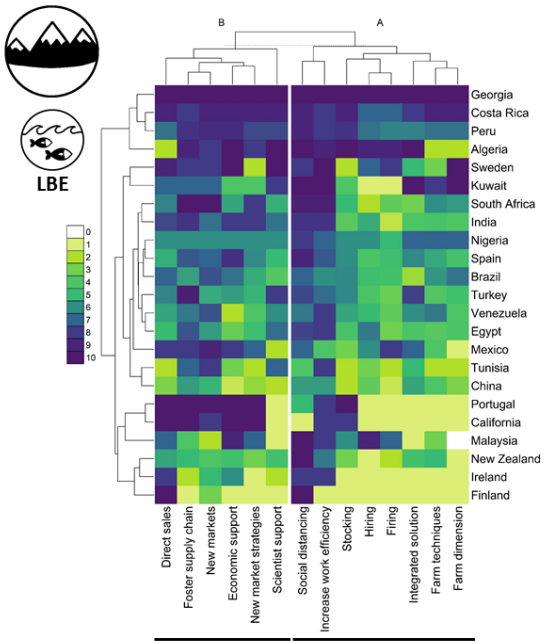 B
A
LBE
0
1
2
3
4
5
6
7
8
9
10
Georgia
Costa Rica
Peru
Algeria
Sweden
Kuwait
South Africa
India
Nigeria
Spain
Brazil
Turkey
Venezuela
Egypt
Mexico
Tunisia
China
Portugal
California
Malaysia
New Zealand
Ireland
Finland
Direct sales
Foster supply chain
New markets
Economic support
New market strategies
Scientist support
Social distancing
Increase work efficiency
Stocking
Hiring
Firing
Integrated solution
Farm techniques
Farm dimension